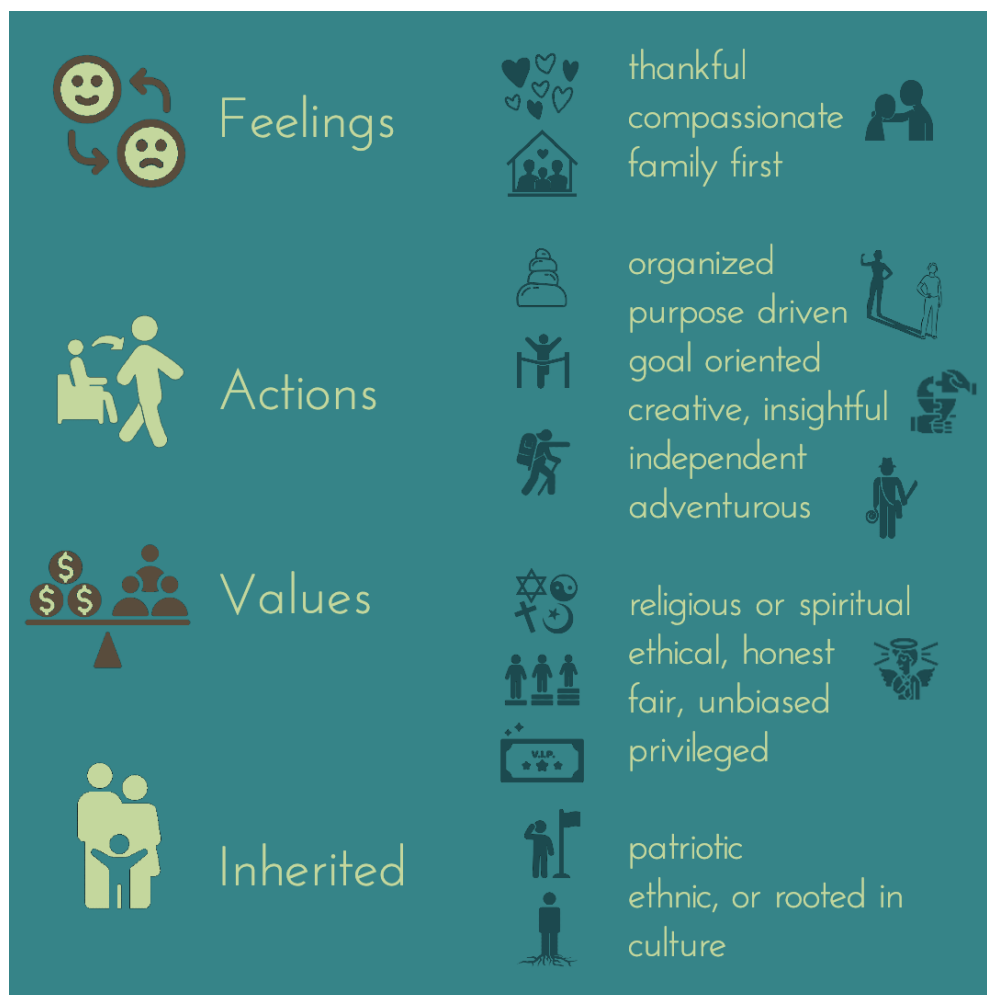 Feelings
thankful
compassionate
family first
Actions
organized
purpose driven
goal oriented
creative, insightful
independent
adventurous
$
$ $
Values
religious or spiritual
ethical, honest
fair, unbiased
privileged
V.I.P.
Inherited
patriotic
ethnic, or rooted in
culture